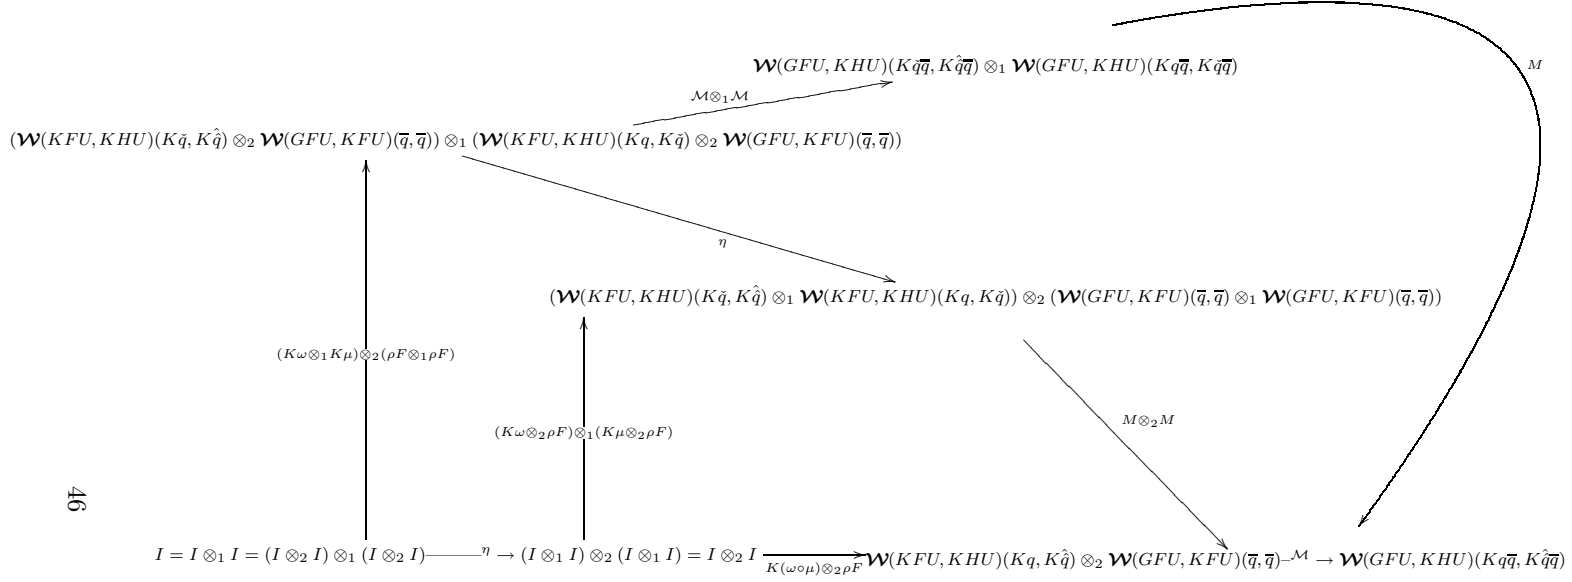 M
𝓦(GFU, KHU)(Kq̌q̅, Kq̂q̅) ⊗₁ 𝓦(GFU, KHU)(Kqq̅, Kq̌q̅)
ℳ⊗₁ℳ
(𝓦(KFU, KHU)(Kq̌, Kq̂) ⊗₂ 𝓦(GFU, KFU)(q̅, q̅)) ⊗₁ (𝓦(KFU, KHU)(Kq, Kq̌) ⊗₂ 𝓦(GFU, KFU)(q̅, q̅))
η
(𝓦(KFU, KHU)(Kq̌, Kq̂) ⊗₁ 𝓦(KFU, KHU)(Kq, Kq̌)) ⊗₂ (𝓦(GFU, KFU)(q̅, q̅) ⊗₁ 𝓦(GFU, KFU)(q̅, q̅))
(Kω⊗₁Kμ)⊗₂(ρF⊗₁ρF)
M⊗₂M
(Kω⊗₂ρF)⊗₁(Kμ⊗₂ρF)
46
I = I ⊗₁ I = (I ⊗₂ I) ⊗₁ (I ⊗₂ I) —η→ (I ⊗₁ I) ⊗₂ (I ⊗₁ I) = I ⊗₂ I → 𝓦(KFU, KHU)(Kq, Kq̂) ⊗₂ 𝓦(GFU, KFU)(q̅, q̅) –ℳ→ 𝓦(GFU, KHU)(Kqq̅, Kq̂q̅)
K(ω∘μ)⊗₂ρF